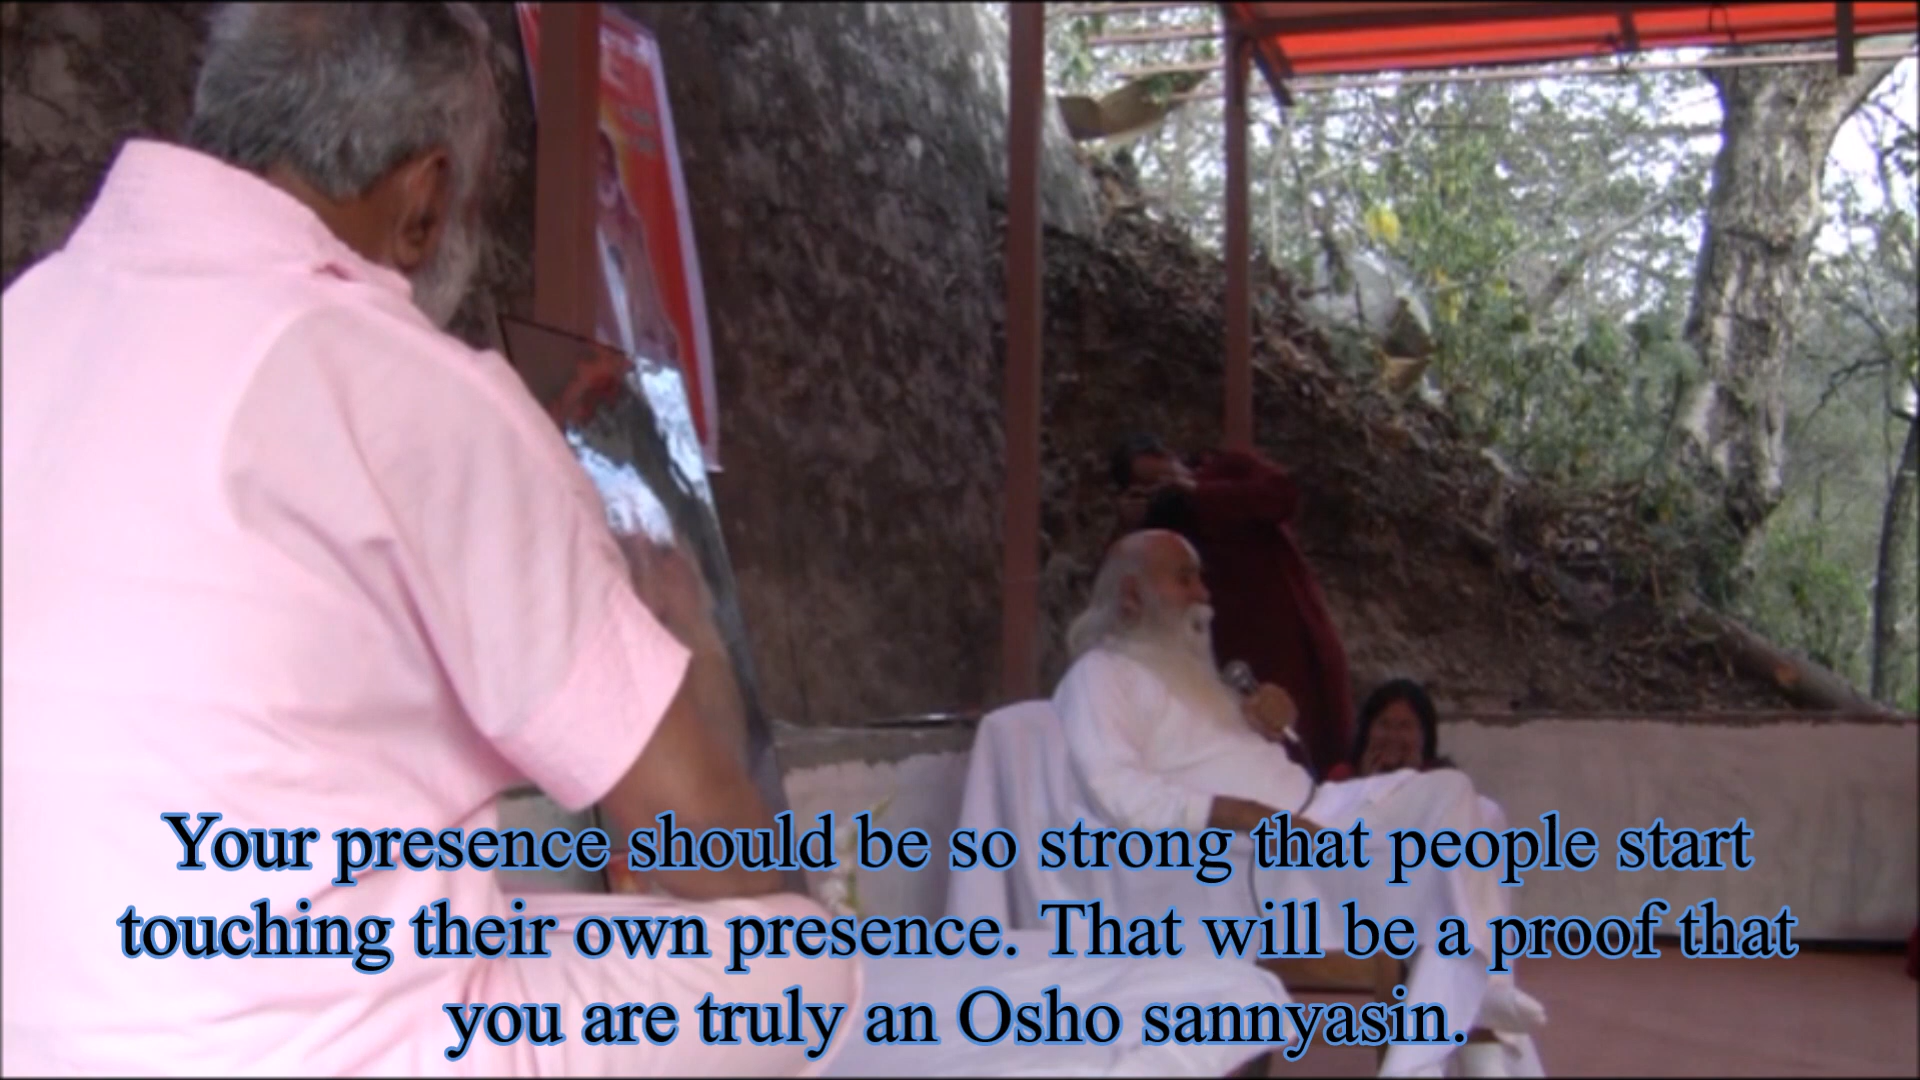 Your presence should be so strong that people start
touching their own presence. That will be a proof that
you are truly an Osho sannyasin.